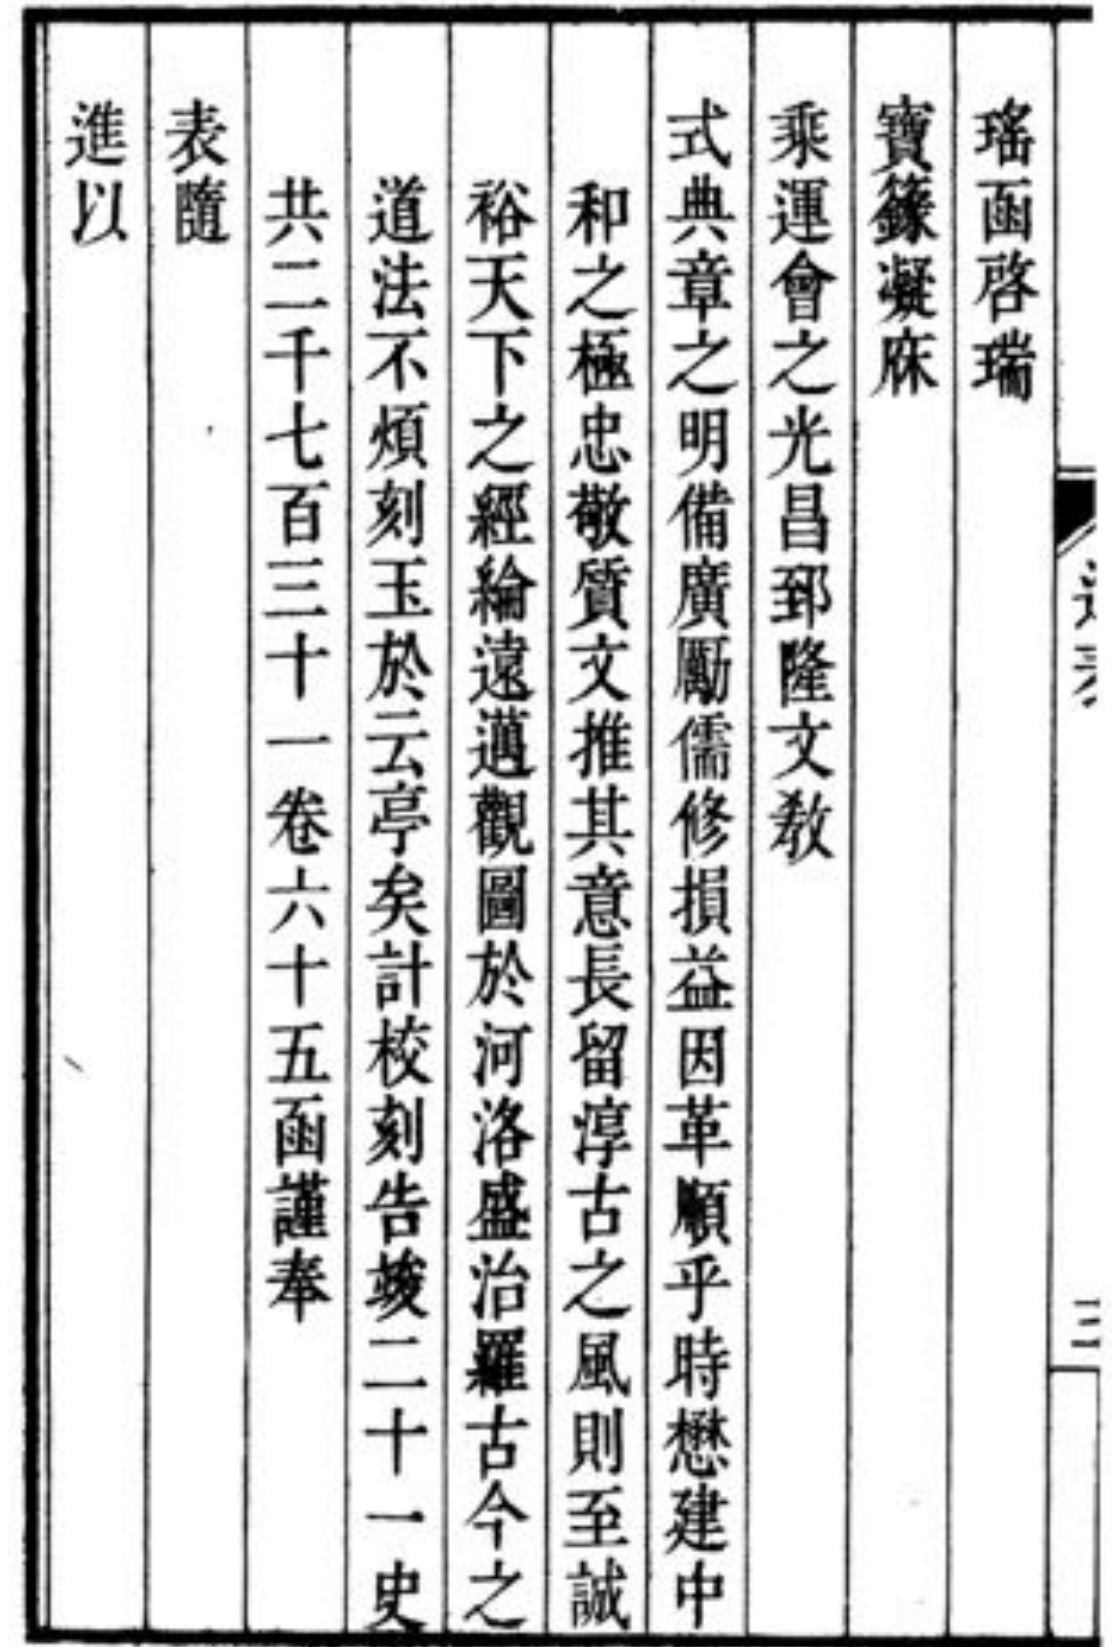 瑤函啓瑞
寶籙凝庥
乘運會之光昌郅隆文敎
式典章之明備廣勵儒修損益因革順乎時懋建中
和之極忠敬質文推其意長留淳古之風則至誠
裕天下之經綸遠邁觀圖於河洛盛治羅古今之
道法不煩刻玉於云亭矣計校刻告竣二十一史
共二千七百三十一卷六十五函謹奉
表隨
進以